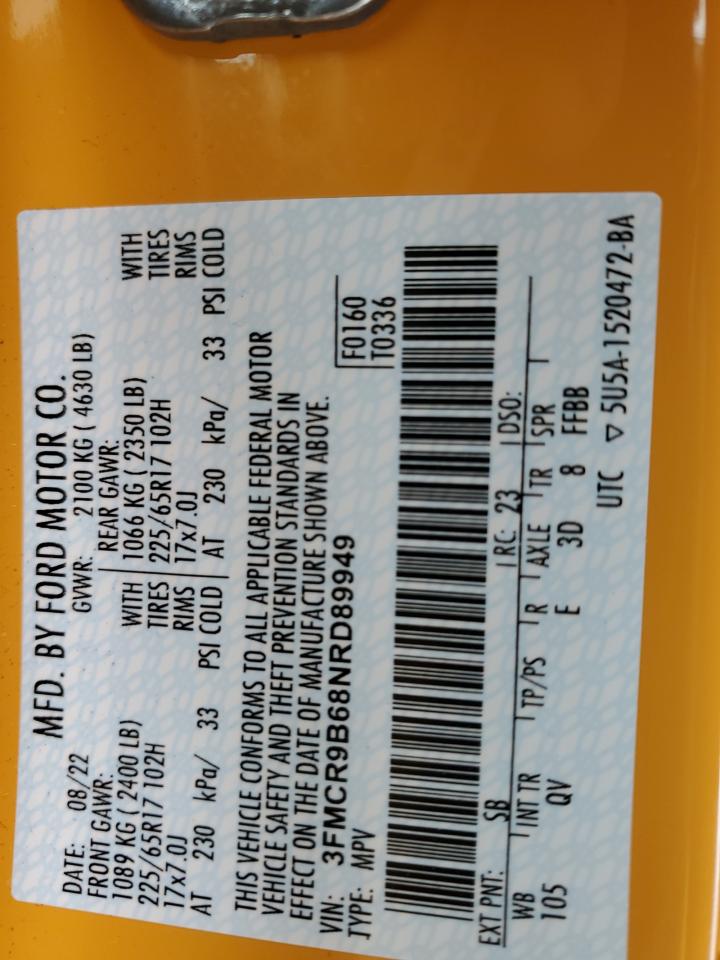 MFD. BY FORD MOTOR CO.
DATE: 08/22 GVWR: 2100 KG ( 4630 LB)
FRONT GAWR: REAR GAWR:
1089 KG ( 2400 LB) WITH 1066 KG ( 2350 LB) WITH
225/65R17 102H TIRES 225/65R17 102H TIRES
17x7.0J RIMS 17x7.0J RIMS
AT 230 kPa/ 33 PSI COLD AT 230 kPa/ 33 PSI COLD
THIS VEHICLE CONFORMS TO ALL APPLICABLE FEDERAL MOTOR
VEHICLE SAFETY AND THEFT PREVENTION STANDARDS IN
EFFECT ON THE DATE OF MANUFACTURE SHOWN ABOVE.
VIN: 3FMCR9B68NRD89949 F0160
TYPE: MPV T0336
EXT PNT: SB RC: 23 DSO:
WB INT TR TP/PS R AXLE TR SPR
105 QV E 3D 8 FFBB
UTC ▽ 5U5A-1520472-BA